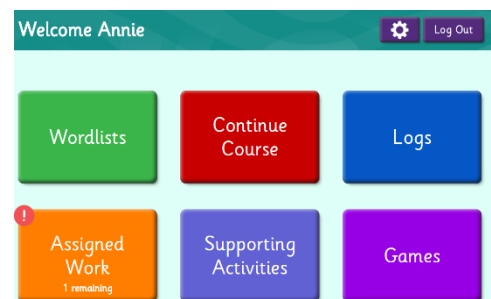 Welcome Annie
Log Out
Wordlists
Continue
Course
Logs
!
Assigned
Work
1 remaining
Supporting
Activities
Games